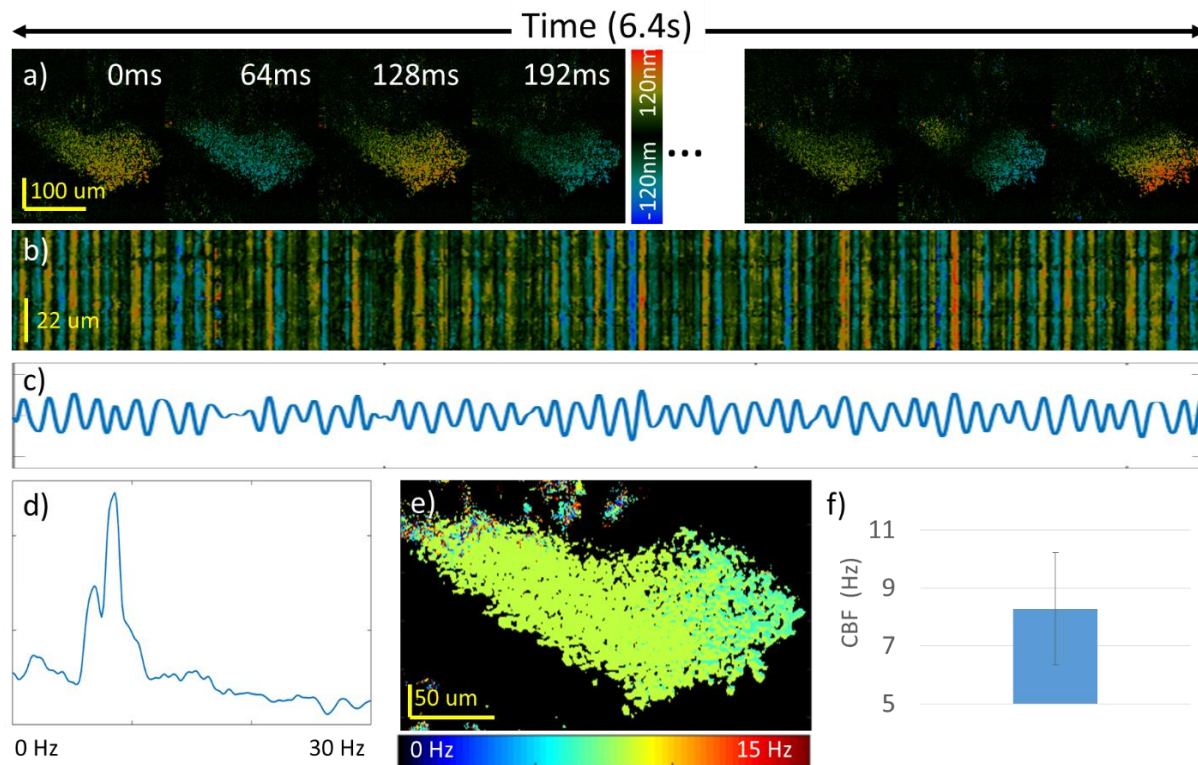 Time (6.4s)
a) 0ms 64ms 128ms 192ms
120nm
-120nm
...
100 um
b)
22 um
c)
d)
0 Hz 30 Hz
e)
50 um
0 Hz 15 Hz
f)
11
9
7
5
CBF (Hz)